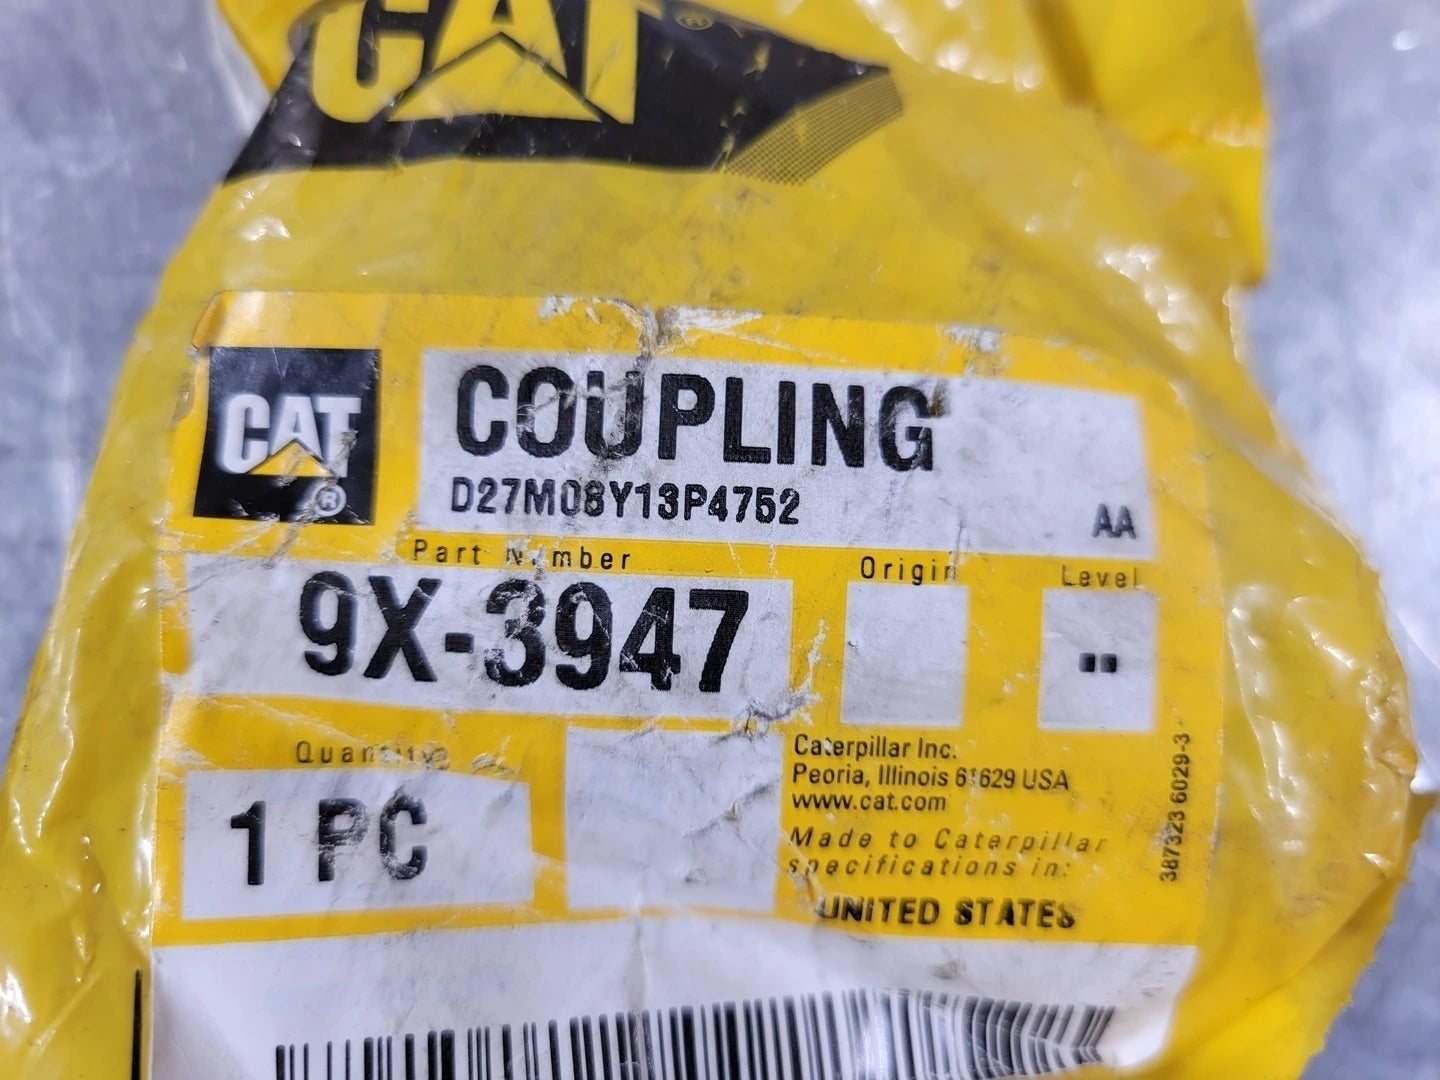 CAT ®
CAT ®
COUPLING
D27M08Y13P4752
AA
Part Number
Origin
Level
9X-3947
--
Quantity
1 PC
Caterpillar Inc.
Peoria, Illinois 61629 USA
www.cat.com
Made to Caterpillar
specifications in:
UNITED STATES
387323 6029-3